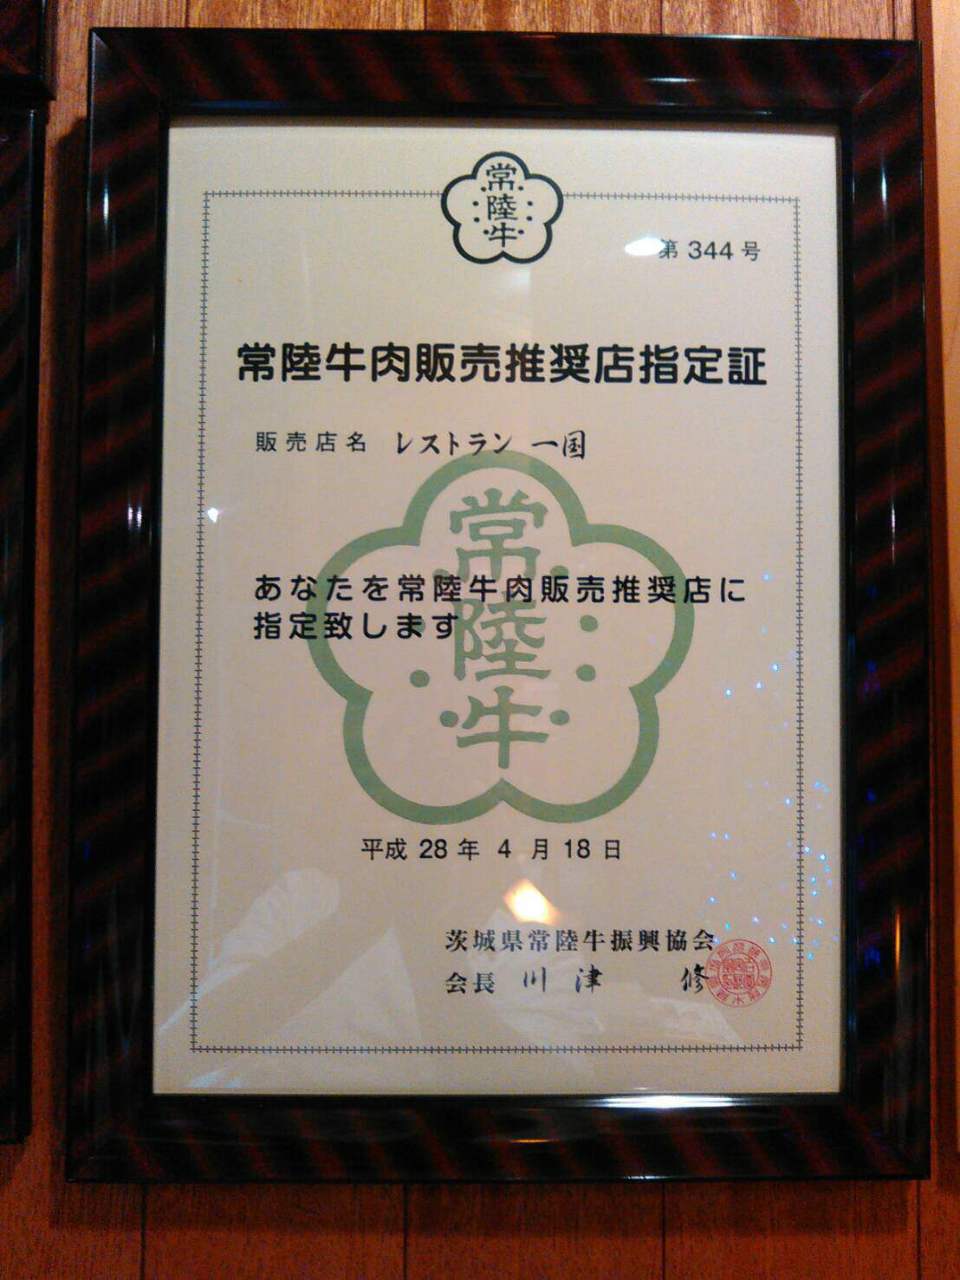 常陸牛
第 344 号
常陸牛肉販売推奨店指定証
販売店名 レストラン 一国
常陸牛
あなたを常陸牛肉販売推奨店に
指定致します
平成 28 年 4 月 18 日
茨城県常陸牛振興協会
会長 川津 修